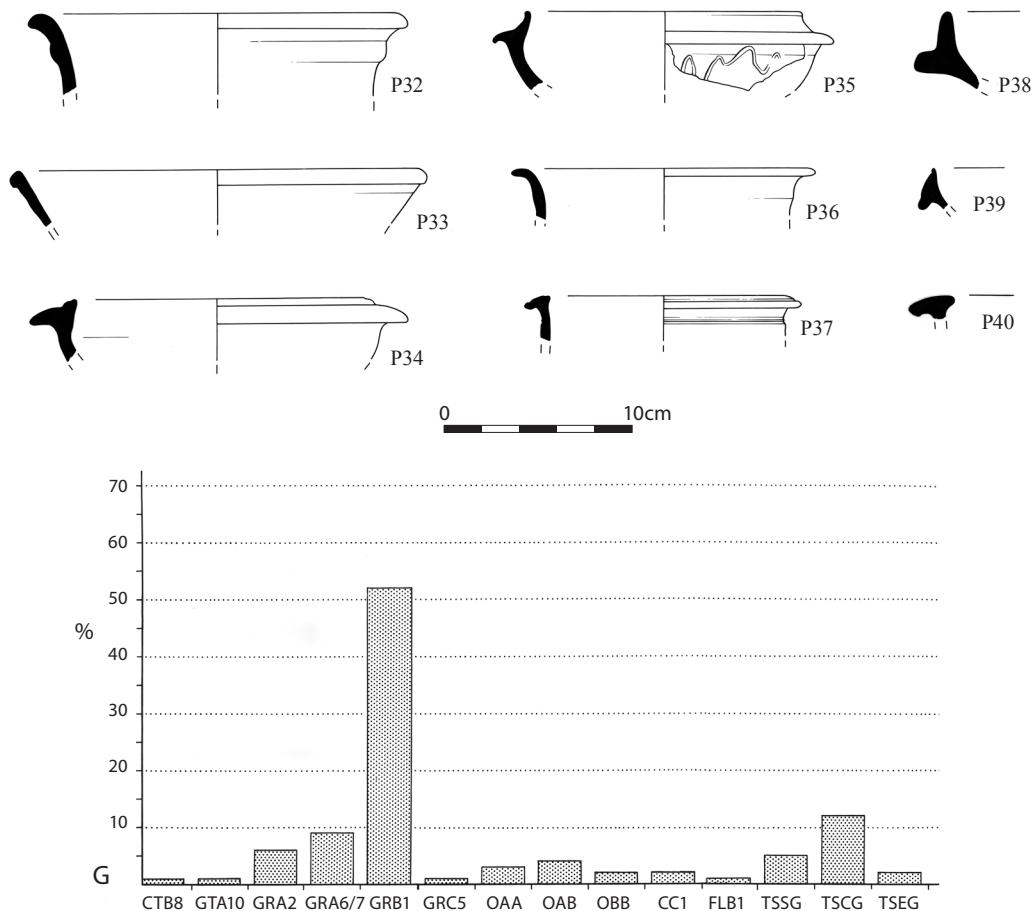 P32
P35
P38
P33
P36
P39
P34
P37
P40
0 10cm
70
60
50
%
40
30
20
10
G
CTB8 GTA10 GRA2 GRA6/7 GRB1 GRC5 OAA OAB OBB CC1 FLB1 TSSG TSCG TSEG